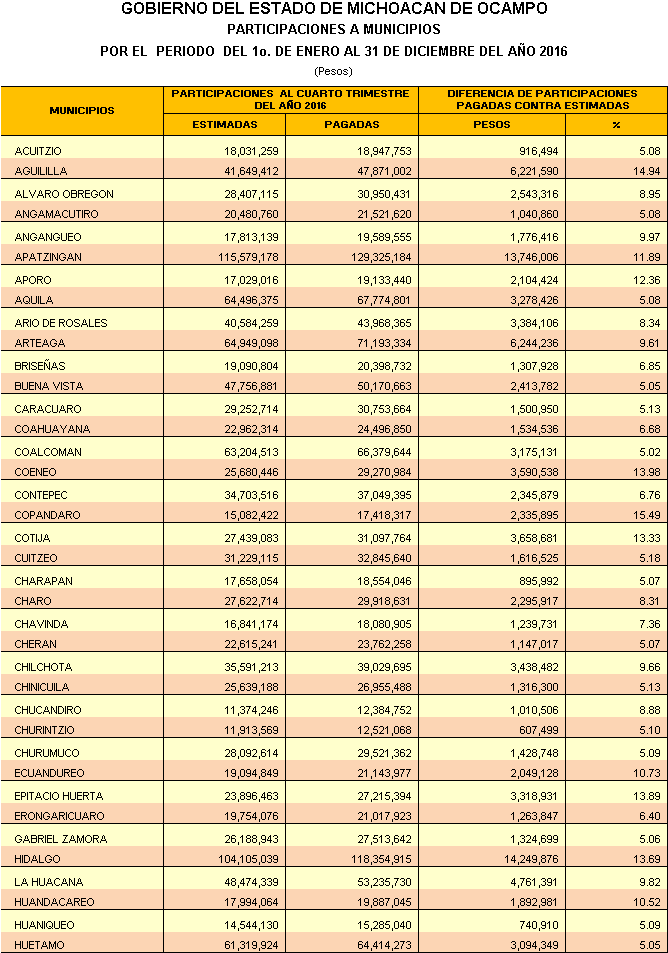 GOBIERNO DEL ESTADO DE MICHOACAN DE OCAMPO
PARTICIPACIONES A MUNICIPIOS
POR EL PERIODO DEL 1o. DE ENERO AL 31 DE DICIEMBRE DEL AÑO 2016
(Pesos)
MUNICIPIOS
PARTICIPACIONES AL CUARTO TRIMESTRE
DEL AÑO 2016
DIFERENCIA DE PARTICIPACIONES
PAGADAS CONTRA ESTIMADAS
ESTIMADAS PAGADAS PESOS %
ACUITZIO 18,031,259 18,947,753 916,494 5.08
AGUILILLA 41,649,412 47,871,002 6,221,590 14.94
ALVARO OBREGON 28,407,115 30,950,431 2,543,316 8.95
ANGAMACUTIRO 20,480,760 21,521,620 1,040,860 5.08
ANGANGUEO 17,813,139 19,589,555 1,776,416 9.97
APATZINGAN 115,579,178 129,325,184 13,746,006 11.89
APORO 17,029,016 19,133,440 2,104,424 12.36
AQUILA 64,496,375 67,774,801 3,278,426 5.08
ARIO DE ROSALES 40,584,259 43,968,365 3,384,106 8.34
ARTEAGA 64,949,098 71,193,334 6,244,236 9.61
BRISEÑAS 19,090,804 20,398,732 1,307,928 6.85
BUENA VISTA 47,756,881 50,170,663 2,413,782 5.05
CARACUARO 29,252,714 30,753,664 1,500,950 5.13
COAHUAYANA 22,962,314 24,496,850 1,534,536 6.68
COALCOMAN 63,204,513 66,379,644 3,175,131 5.02
COENEO 25,680,446 29,270,984 3,590,538 13.98
CONTEPEC 34,703,516 37,049,395 2,345,879 6.76
COPANDARO 15,082,422 17,418,317 2,335,895 15.49
COTIJA 27,439,083 31,097,764 3,658,681 13.33
CUITZEO 31,229,115 32,845,640 1,616,525 5.18
CHARAPAN 17,658,054 18,554,046 895,992 5.07
CHARO 27,622,714 29,918,631 2,295,917 8.31
CHAVINDA 16,841,174 18,080,905 1,239,731 7.36
CHERAN 22,615,241 23,762,258 1,147,017 5.07
CHILCHOTA 35,591,213 39,029,695 3,438,482 9.66
CHINICUILA 25,639,188 26,955,488 1,316,300 5.13
CHUCANDIRO 11,374,246 12,384,752 1,010,506 8.88
CHURINTZIO 11,913,569 12,521,068 607,499 5.10
CHURUMUCO 28,092,614 29,521,362 1,428,748 5.09
ECUANDUREO 19,094,849 21,143,977 2,049,128 10.73
EPITACIO HUERTA 23,896,463 27,215,394 3,318,931 13.89
ERONGARICUARO 19,754,076 21,017,923 1,263,847 6.40
GABRIEL ZAMORA 26,188,943 27,513,642 1,324,699 5.06
HIDALGO 104,105,039 118,354,915 14,249,876 13.69
LA HUACANA 48,474,339 53,235,730 4,761,391 9.82
HUANDACAREO 17,994,064 19,887,045 1,892,981 10.52
HUANIQUEO 14,544,130 15,285,040 740,910 5.09
HUETAMO 61,319,924 64,414,273 3,094,349 5.05